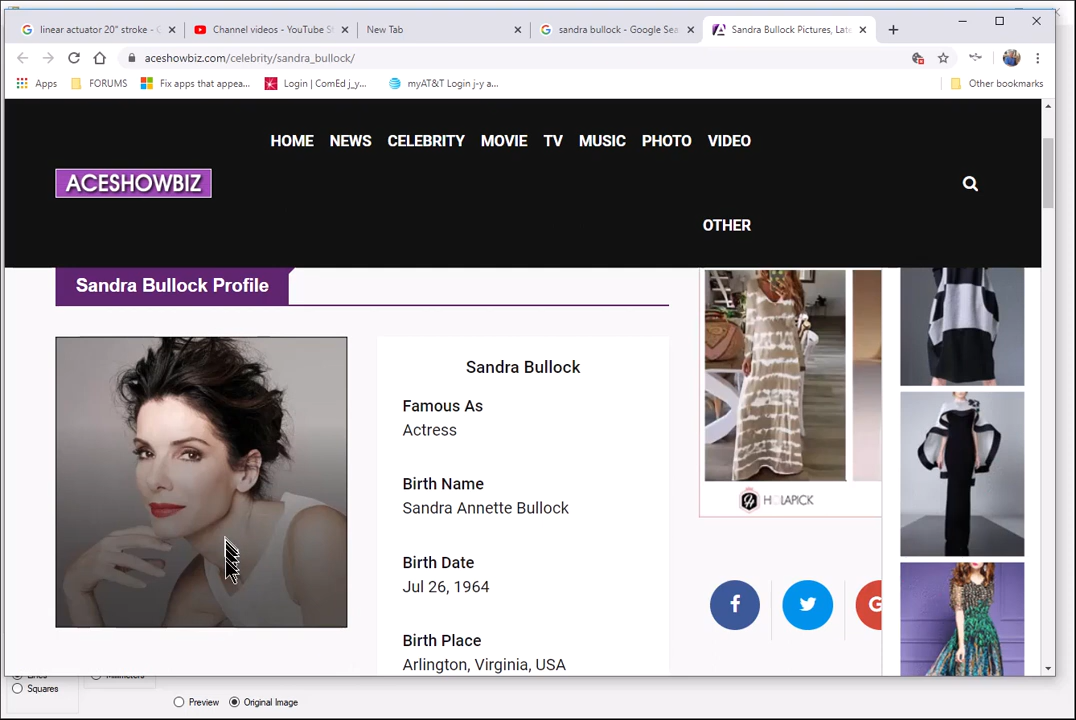 linear actuator 20" stroke - G
Channel videos - YouTube St
New Tab
sandra bullock - Google Sea
Sandra Bullock Pictures, Late
aceshowbiz.com/celebrity/sandra_bullock/
Apps
FORUMS
Fix apps that appea...
Login | ComEd j_y...
myAT&T Login j-y a...
Other bookmarks
HOME NEWS CELEBRITY MOVIE TV MUSIC PHOTO VIDEO
ACESHOWBIZ
OTHER
Sandra Bullock Profile
Sandra Bullock
Famous As
Actress
Birth Name
Sandra Annette Bullock
HOLAPICK
Birth Date
Jul 26, 1964
Birth Place
Arlington, Virginia, USA
Squares
Preview
Original Image